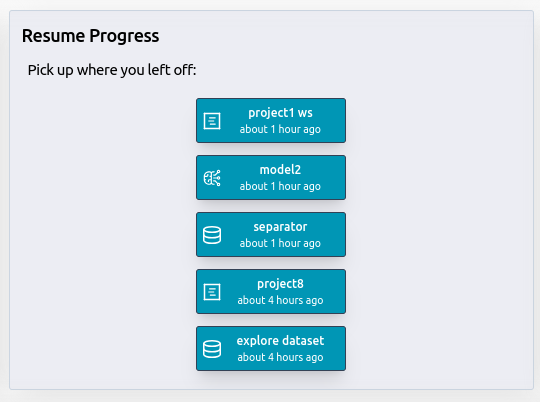 Resume Progress
Pick up where you left off:
project1 ws
about 1 hour ago
model2
about 1 hour ago
separator
about 1 hour ago
project8
about 4 hours ago
explore dataset
about 4 hours ago